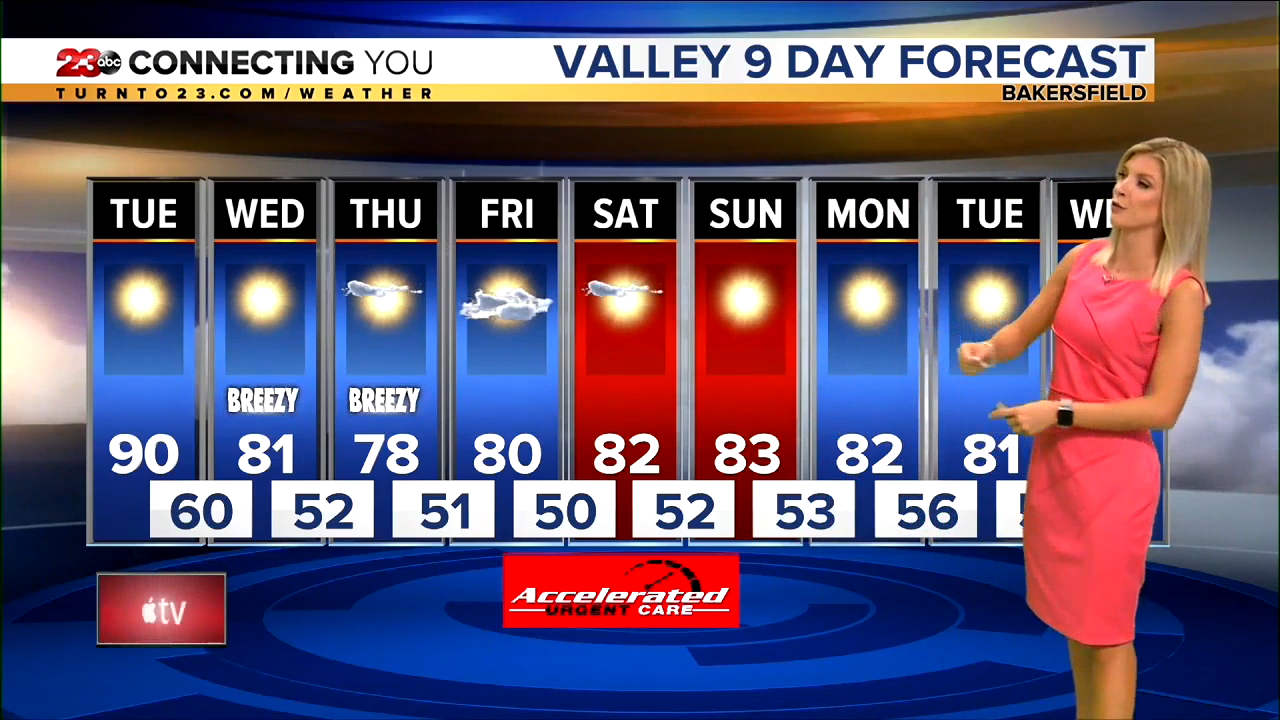 23 abc CONNECTING YOU
TURNTO23.COM/WEATHER
VALLEY 9 DAY FORECAST
BAKERSFIELD
TUE WED THU FRI SAT SUN MON TUE
BREEZY BREEZY
90 81 78 80 82 83 82 81
60 52 51 50 52 53 56
tv
Accelerated
URGENT CARE